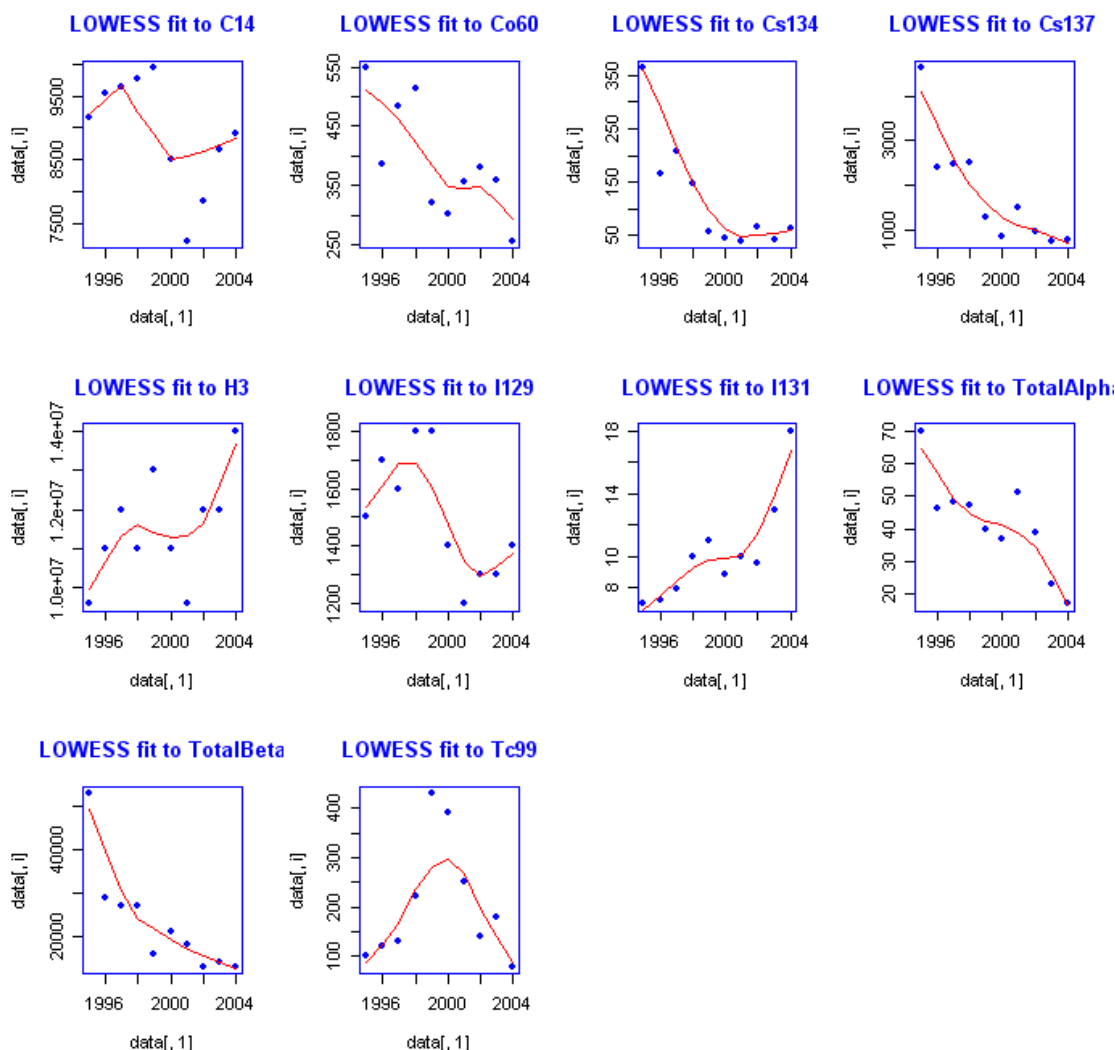 LOWESS fit to C14
LOWESS fit to Co60
LOWESS fit to Cs134
LOWESS fit to Cs137
data[, i]
7500
8500
9500
1996
2000
2004
data[, 1]
data[, i]
250
350
450
550
1996
2000
2004
data[, 1]
data[, i]
50
150
250
350
1996
2000
2004
data[, 1]
data[, i]
1000
3000
1996
2000
2004
data[, 1]
LOWESS fit to H3
LOWESS fit to I129
LOWESS fit to I131
LOWESS fit to TotalAlpha
data[, i]
1.0e+07
1.2e+07
1.4e+07
1996
2000
2004
data[, 1]
data[, i]
1200
1400
1600
1800
1996
2000
2004
data[, 1]
data[, i]
8
10
14
18
1996
2000
2004
data[, 1]
data[, i]
20
30
40
50
60
70
1996
2000
2004
data[, 1]
LOWESS fit to TotalBeta
LOWESS fit to Tc99
data[, i]
20000
40000
1996
2000
2004
data[, 1]
data[, i]
100
200
300
400
1996
2000
2004
data[, 1]